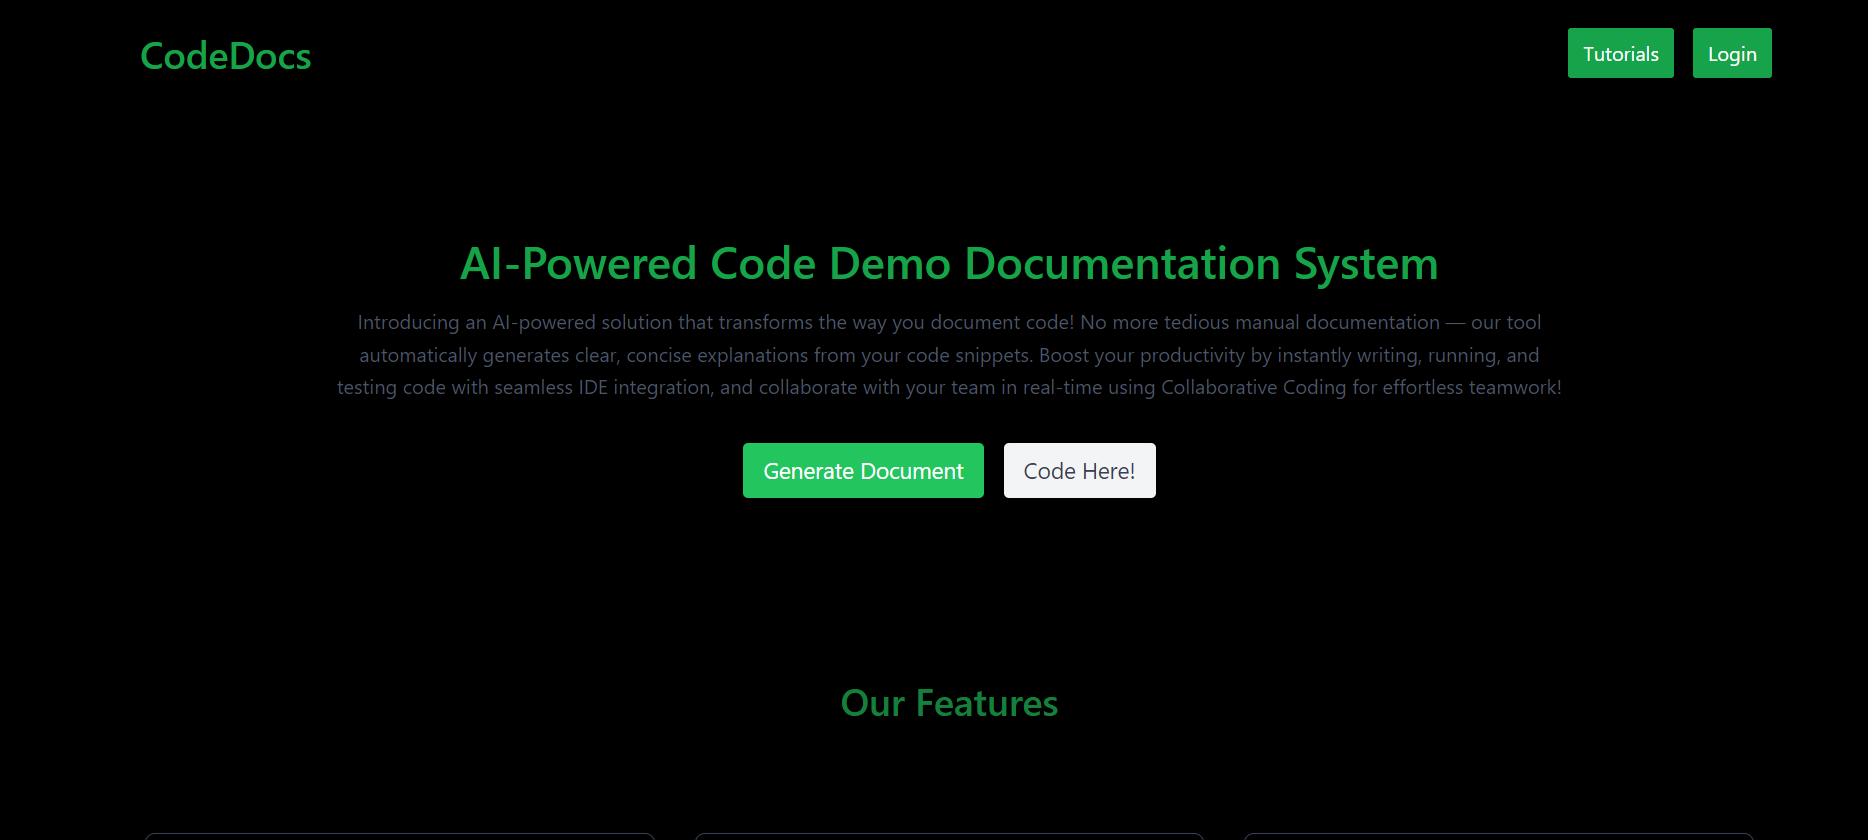 CodeDocs
Tutorials
Login
AI-Powered Code Demo Documentation System
Introducing an AI-powered solution that transforms the way you document code! No more tedious manual documentation — our tool
automatically generates clear, concise explanations from your code snippets. Boost your productivity by instantly writing, running, and
testing code with seamless IDE integration, and collaborate with your team in real-time using Collaborative Coding for effortless teamwork!
Generate Document
Code Here!
Our Features